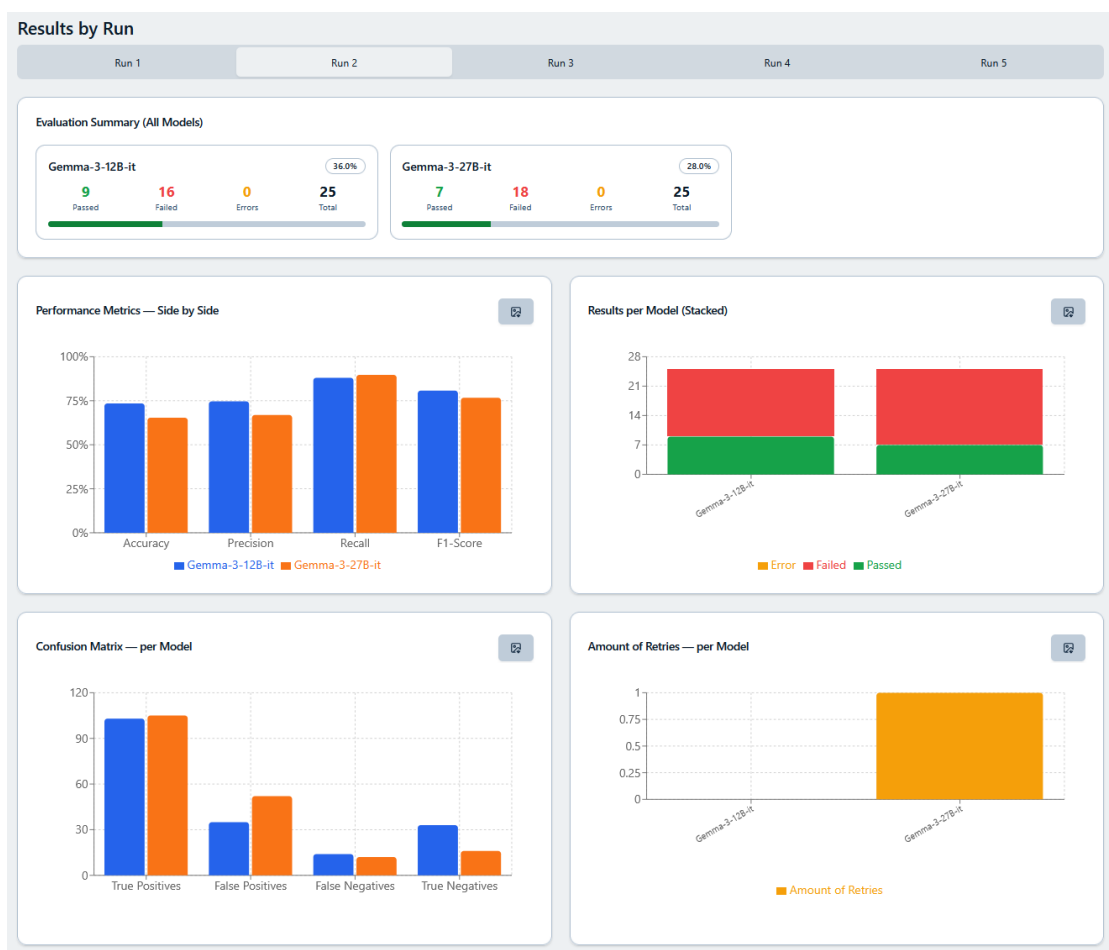 Results by Run
Run 1 Run 2 Run 3 Run 4 Run 5
Evaluation Summary (All Models)
Gemma-3-12B-it 36.0%
9 16 0 25
Passed Failed Errors Total
Gemma-3-27B-it 28.0%
7 18 0 25
Passed Failed Errors Total
Performance Metrics — Side by Side
100%
75%
50%
25%
0%
Accuracy Precision Recall F1-Score
Gemma-3-12B-it Gemma-3-27B-it
Results per Model (Stacked)
28
21
14
7
0
Gemma-3-12B-it Gemma-3-27B-it
Error Failed Passed
Confusion Matrix — per Model
120
90
60
30
0
True Positives False Positives False Negatives True Negatives
Amount of Retries — per Model
1
0.75
0.5
0.25
0
Gemma-3-12B-it Gemma-3-27B-it
Amount of Retries